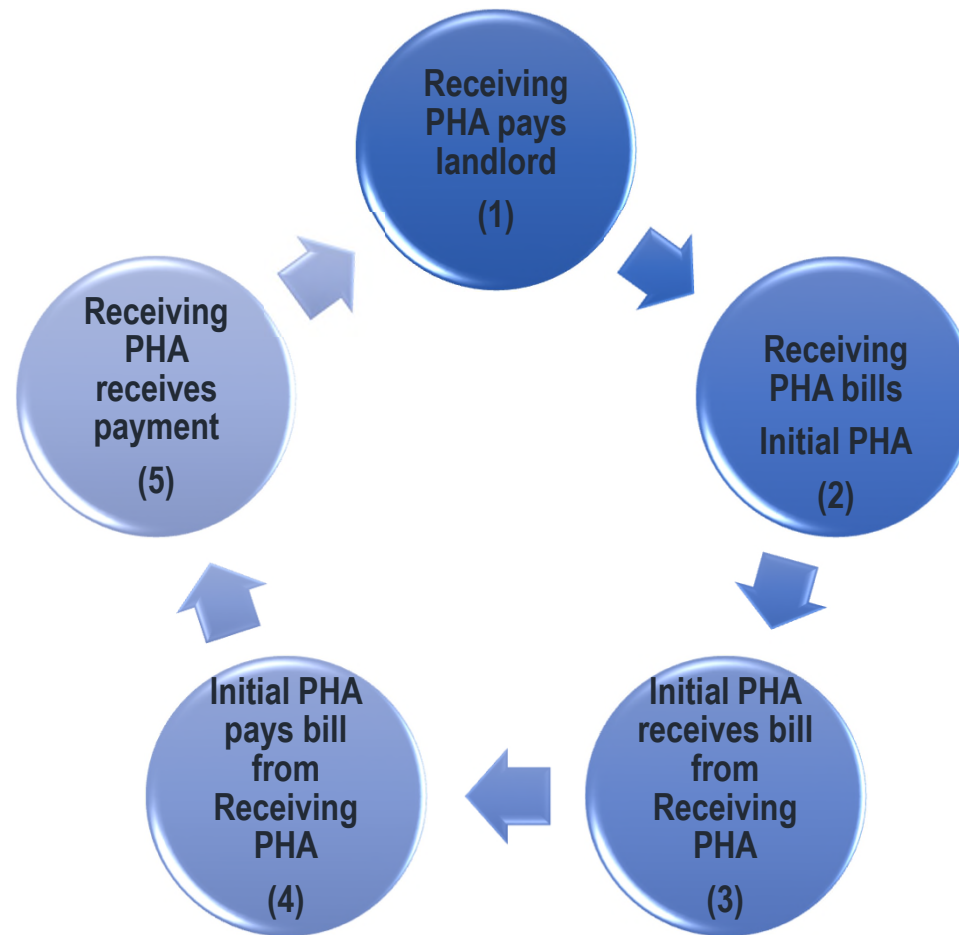 Receiving
PHA pays
landlord
(1)
Receiving
PHA bills
Initial PHA
(2)
Initial PHA
receives bill
from
Receiving
PHA
(3)
Initial PHA
pays bill
from
Receiving
PHA
(4)
Receiving
PHA
receives
payment
(5)